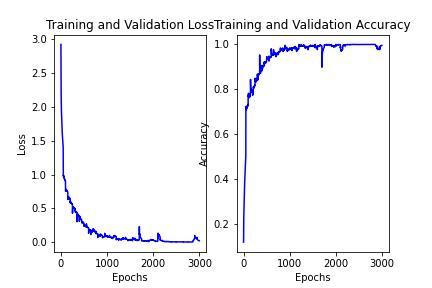 Training and Validation Loss
Loss
3.0
2.5
2.0
1.5
1.0
0.5
0.0
0 1000 2000 3000
Epochs
Training and Validation Accuracy
Accuracy
1.0
0.8
0.6
0.4
0.2
0 1000 2000 3000
Epochs